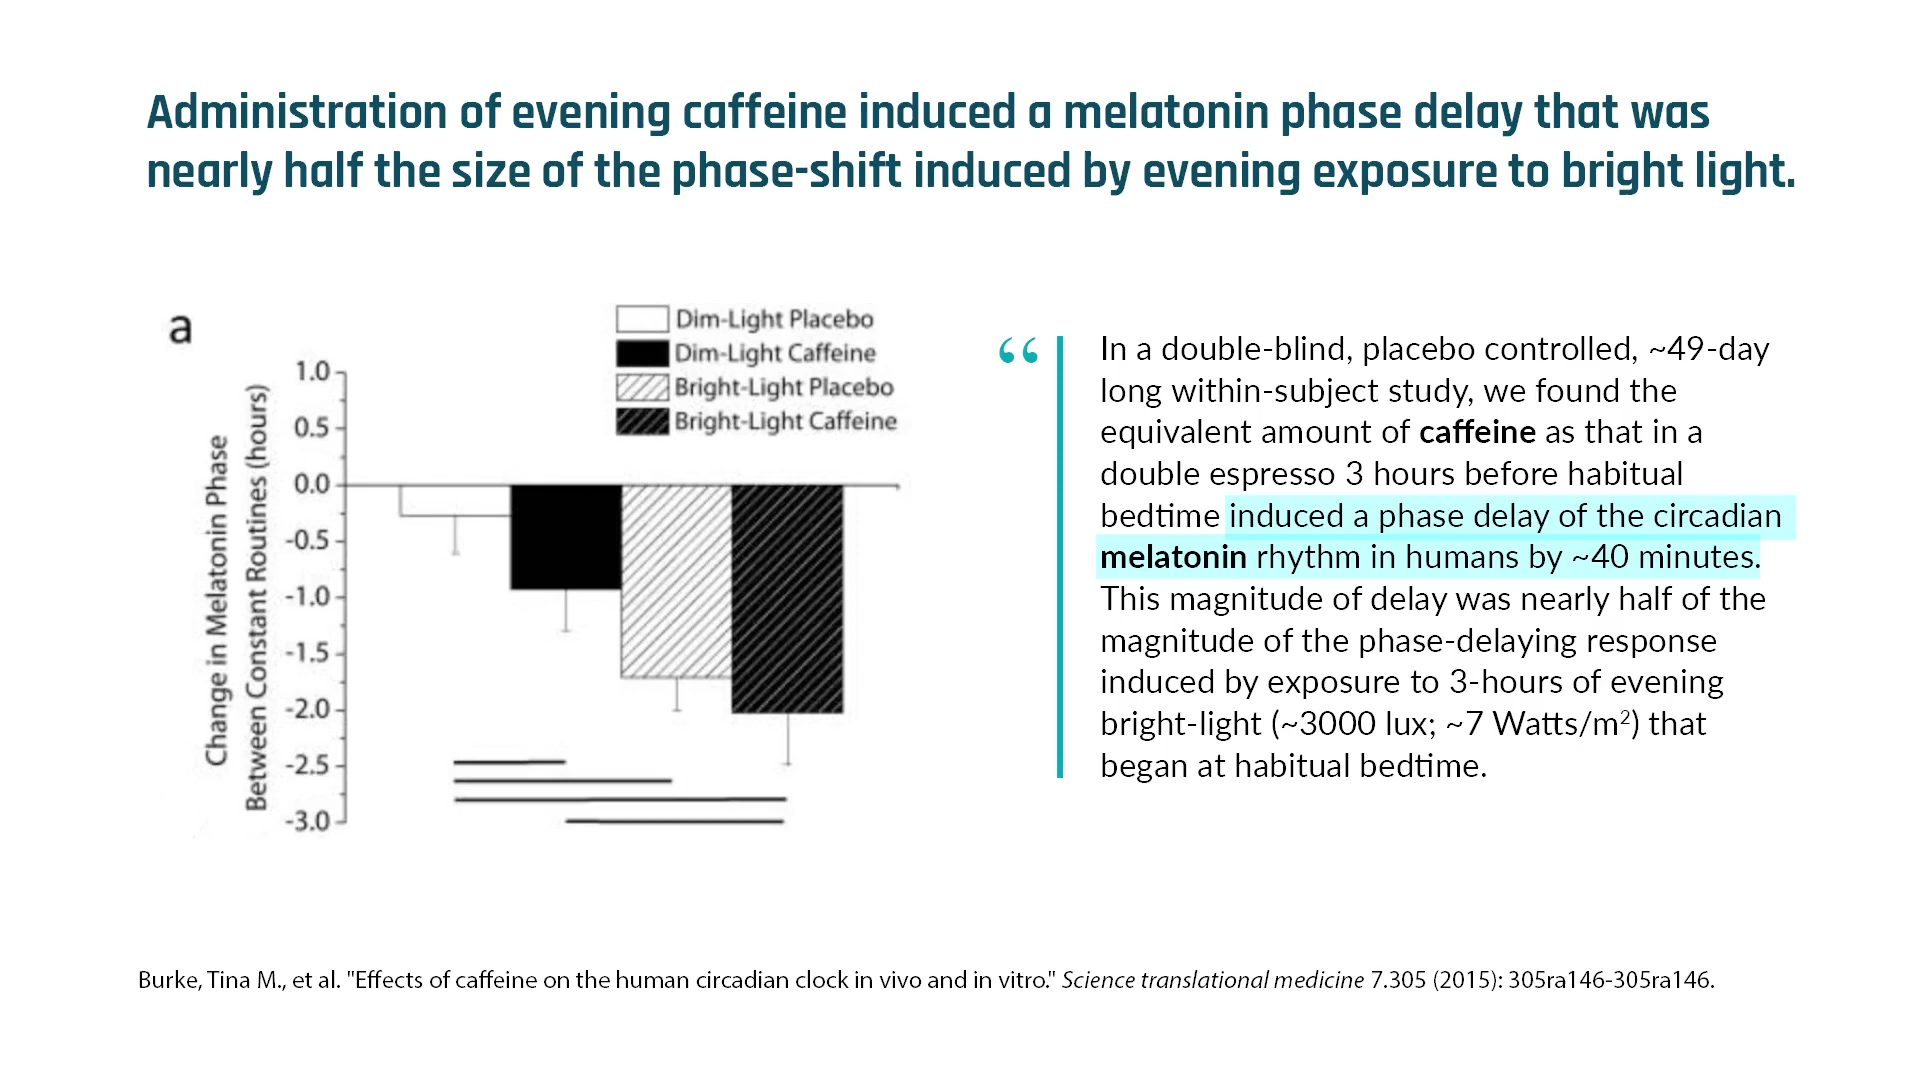 Administration of evening caffeine induced a melatonin phase delay that was
nearly half the size of the phase-shift induced by evening exposure to bright light.
a
Dim-Light Placebo
Dim-Light Caffeine
Bright-Light Placebo
Bright-Light Caffeine
Change in Melatonin Phase
Between Constant Routines (hours)
1.0
0.5
0.0
-0.5
-1.0
-1.5
-2.0
-2.5
-3.0
“
In a double-blind, placebo controlled, ~49-day
long within-subject study, we found the
equivalent amount of caffeine as that in a
double espresso 3 hours before habitual
bedtime induced a phase delay of the circadian
melatonin rhythm in humans by ~40 minutes.
This magnitude of delay was nearly half of the
magnitude of the phase-delaying response
induced by exposure to 3-hours of evening
bright-light (~3000 lux; ~7 Watts/m²) that
began at habitual bedtime.
Burke, Tina M., et al. "Effects of caffeine on the human circadian clock in vivo and in vitro." Science translational medicine 7.305 (2015): 305ra146-305ra146.